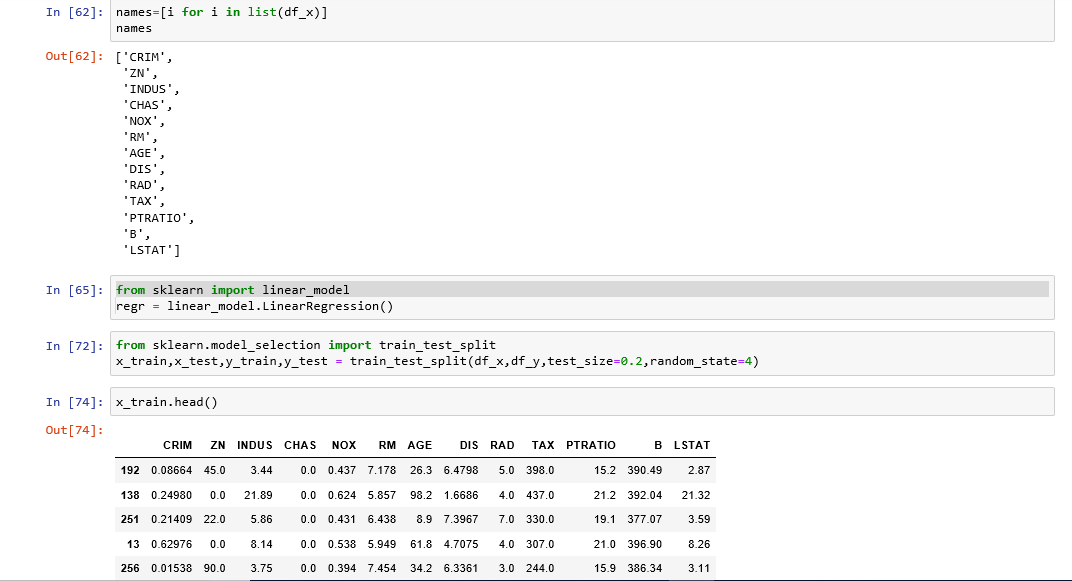 In [62]: names=[i for i in list(df_x)]
names
Out[62]: ['CRIM',
'ZN',
'INDUS',
'CHAS',
'NOX',
'RM',
'AGE',
'DIS',
'RAD',
'TAX',
'PTRATIO',
'B',
'LSTAT']
In [65]: from sklearn import linear_model
regr = linear_model.LinearRegression()
In [72]: from sklearn.model_selection import train_test_split
x_train,x_test,y_train,y_test = train_test_split(df_x,df_y,test_size=0.2,random_state=4)
In [74]: x_train.head()
Out[74]:
CRIM ZN INDUS CHAS NOX RM AGE DIS RAD TAX PTRATIO B LSTAT
192 0.08664 45.0 3.44 0.0 0.437 7.178 26.3 6.4798 5.0 398.0 15.2 390.49 2.87
138 0.24980 0.0 21.89 0.0 0.624 5.857 98.2 1.6686 4.0 437.0 21.2 392.04 21.32
251 0.21409 22.0 5.86 0.0 0.431 6.438 8.9 7.3967 7.0 330.0 19.1 377.07 3.59
13 0.62976 0.0 8.14 0.0 0.538 5.949 61.8 4.7075 4.0 307.0 21.0 396.90 8.26
256 0.01538 90.0 3.75 0.0 0.394 7.454 34.2 6.3361 3.0 244.0 15.9 386.34 3.11